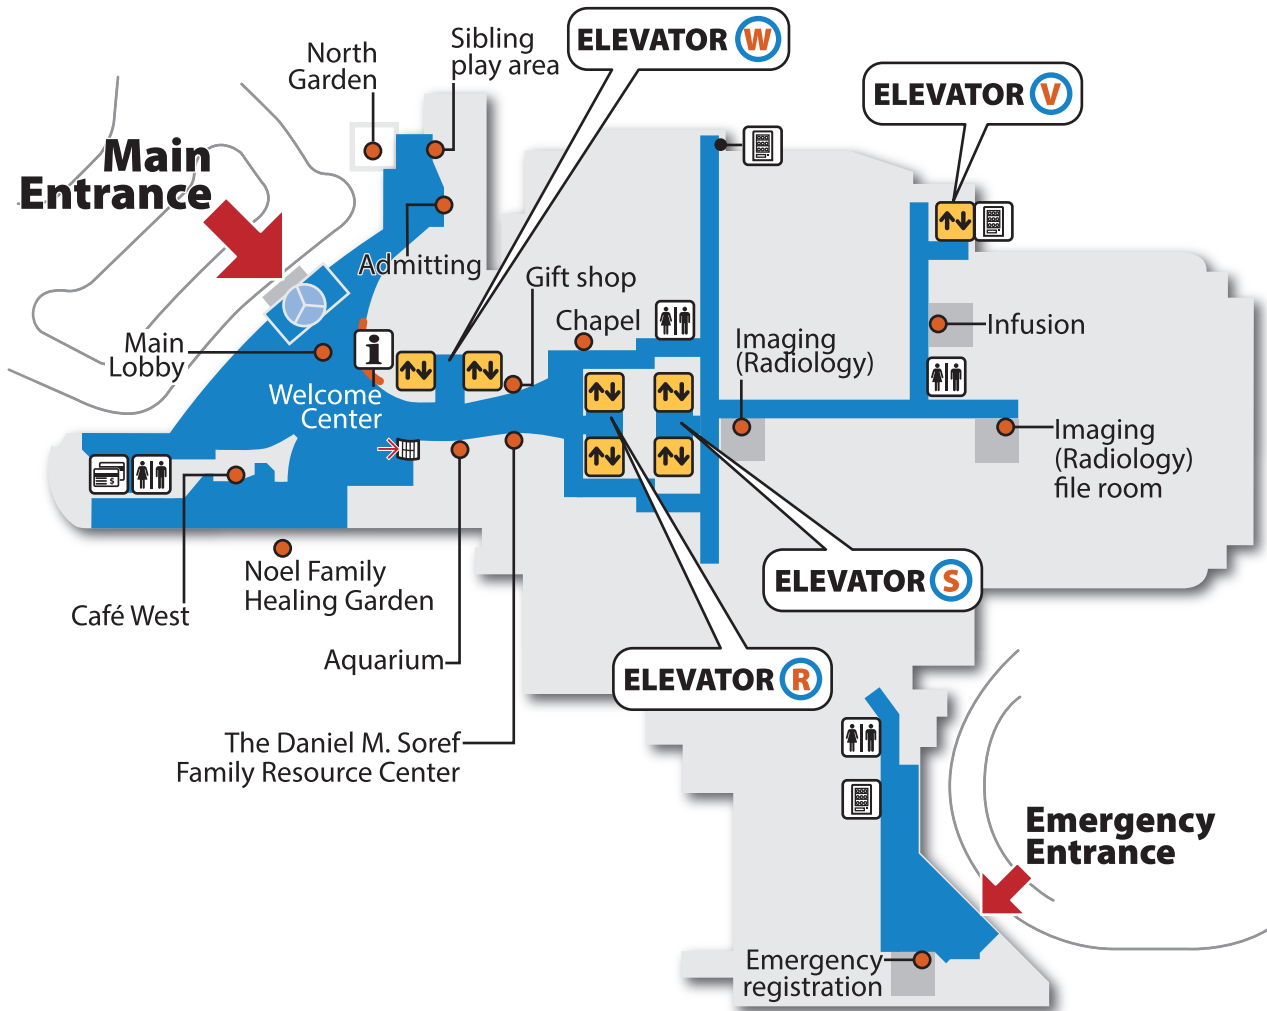 North
Garden
Sibling
play area
ELEVATOR W
ELEVATOR V
Main
Entrance
Admitting
Gift shop
Chapel
Main
Lobby
i
Welcome
Center
Imaging
(Radiology)
Infusion
Imaging
(Radiology)
file room
$
Noel Family
Healing Garden
Café West
Aquarium
ELEVATOR S
ELEVATOR R
The Daniel M. Soref
Family Resource Center
Emergency
Entrance
Emergency
registration